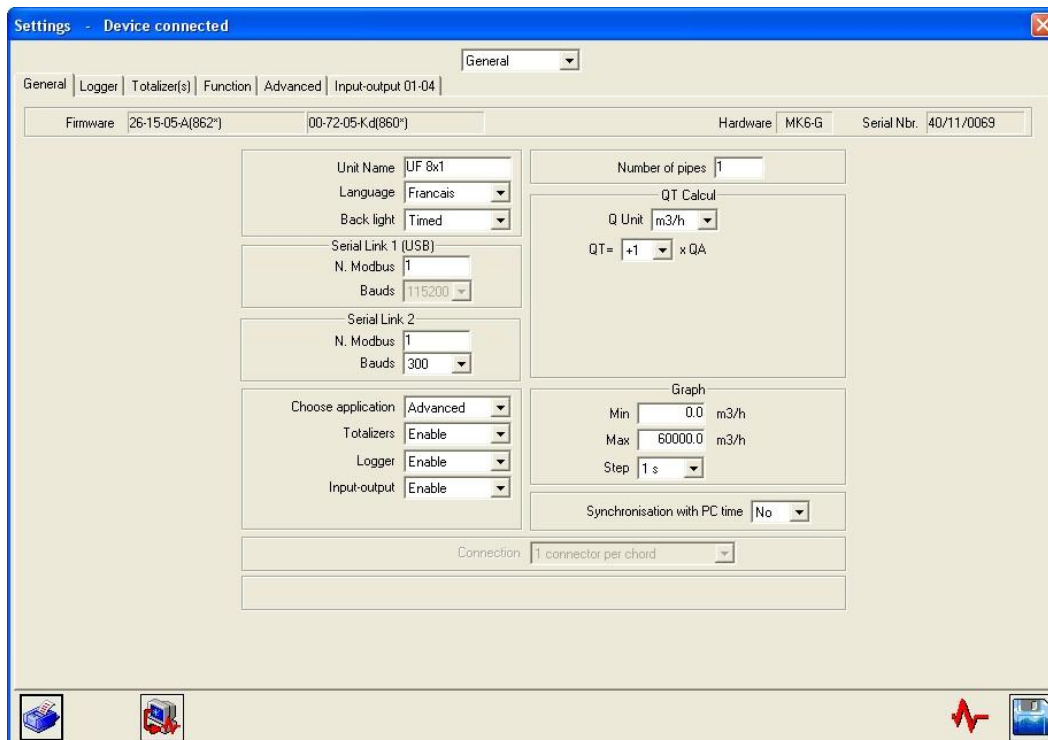 Settings - Device connected
General
General Logger Totalizer(s) Function Advanced Input-output 01-04
Firmware 26-15-05-A(862*) 00-72-05-Kd(860*) Hardware MK6-G Serial Nbr. 40/11/0069
Unit Name UF 8x1
Language Francais
Back light Timed
Serial Link 1 (USB)
N. Modbus 1
Bauds 115200
Serial Link 2
N. Modbus 1
Bauds 300
Choose application Advanced
Totalizers Enable
Logger Enable
Input-output Enable
Number of pipes 1
QT Calcul
Q Unit m3/h
QT= +1 x QA
Graph
Min 0.0 m3/h
Max 60000.0 m3/h
Step 1 s
Synchronisation with PC time No
Connection 1 connector per chord